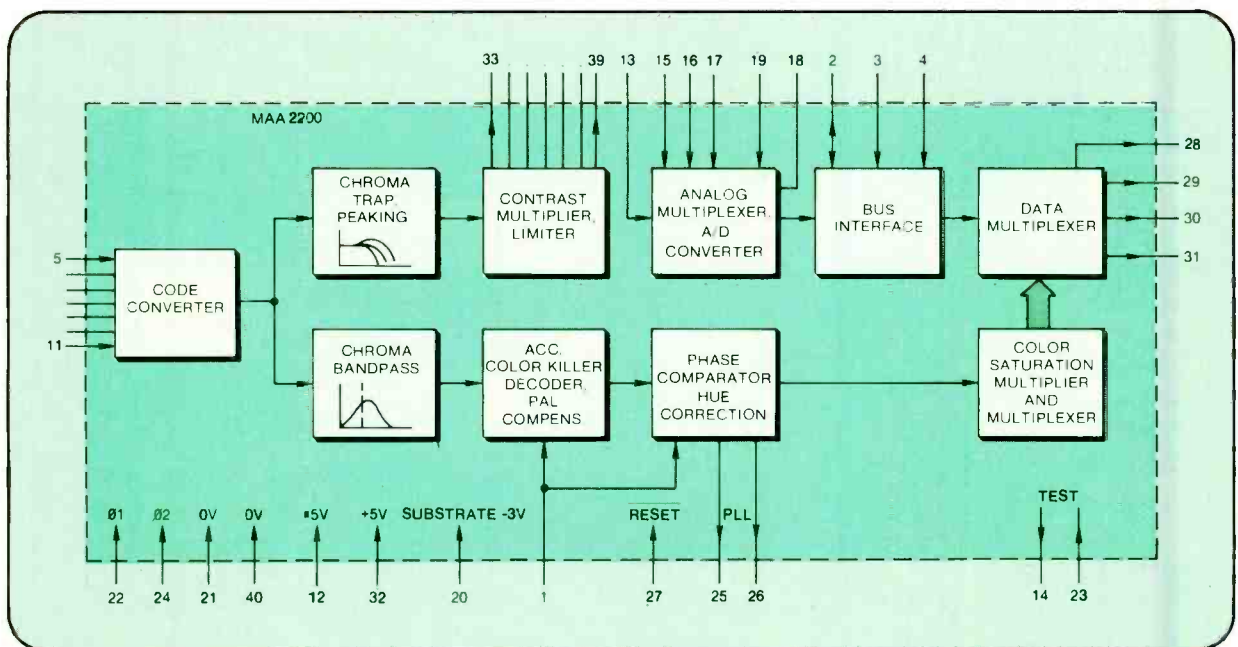 33 39 13 15 16 17 19 18 2 3 4
MAA 2200
28
29
30
31
CHROMA
TRAP,
PEAKING
CONTRAST
MULTIPLIER,
LIMITER
ANALOG
MULTIPLEXER,
A/D
CONVERTER
BUS
INTERFACE
DATA
MULTIPLEXER
5
11
CODE
CONVERTER
CHROMA
BANDPASS
ACC.
COLOR KILLER
DECODER,
PAL
COMPENS
PHASE
COMPARATOR
HUE
CORRECTION
COLOR
SATURATION
MULTIPLIER
AND
MULTIPLEXER
Ø1 Ø2 0V 0V +5V +5V SUBSTRATE -3V RESET PLL TEST
22 24 21 40 12 32 20 1 27 25 26 14 23